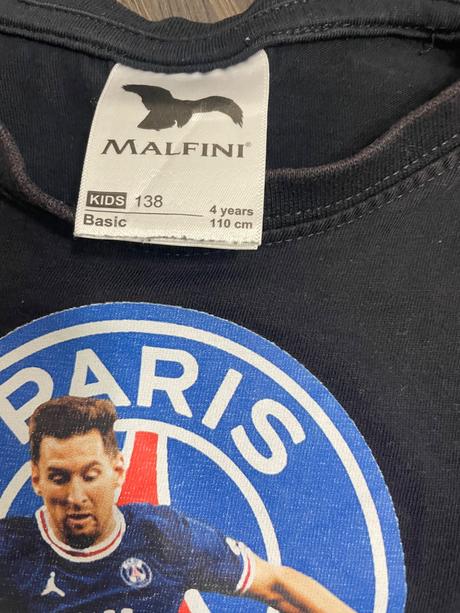 MALFINI®
KIDS 138
4 years
Basic
110 cm
PARIS